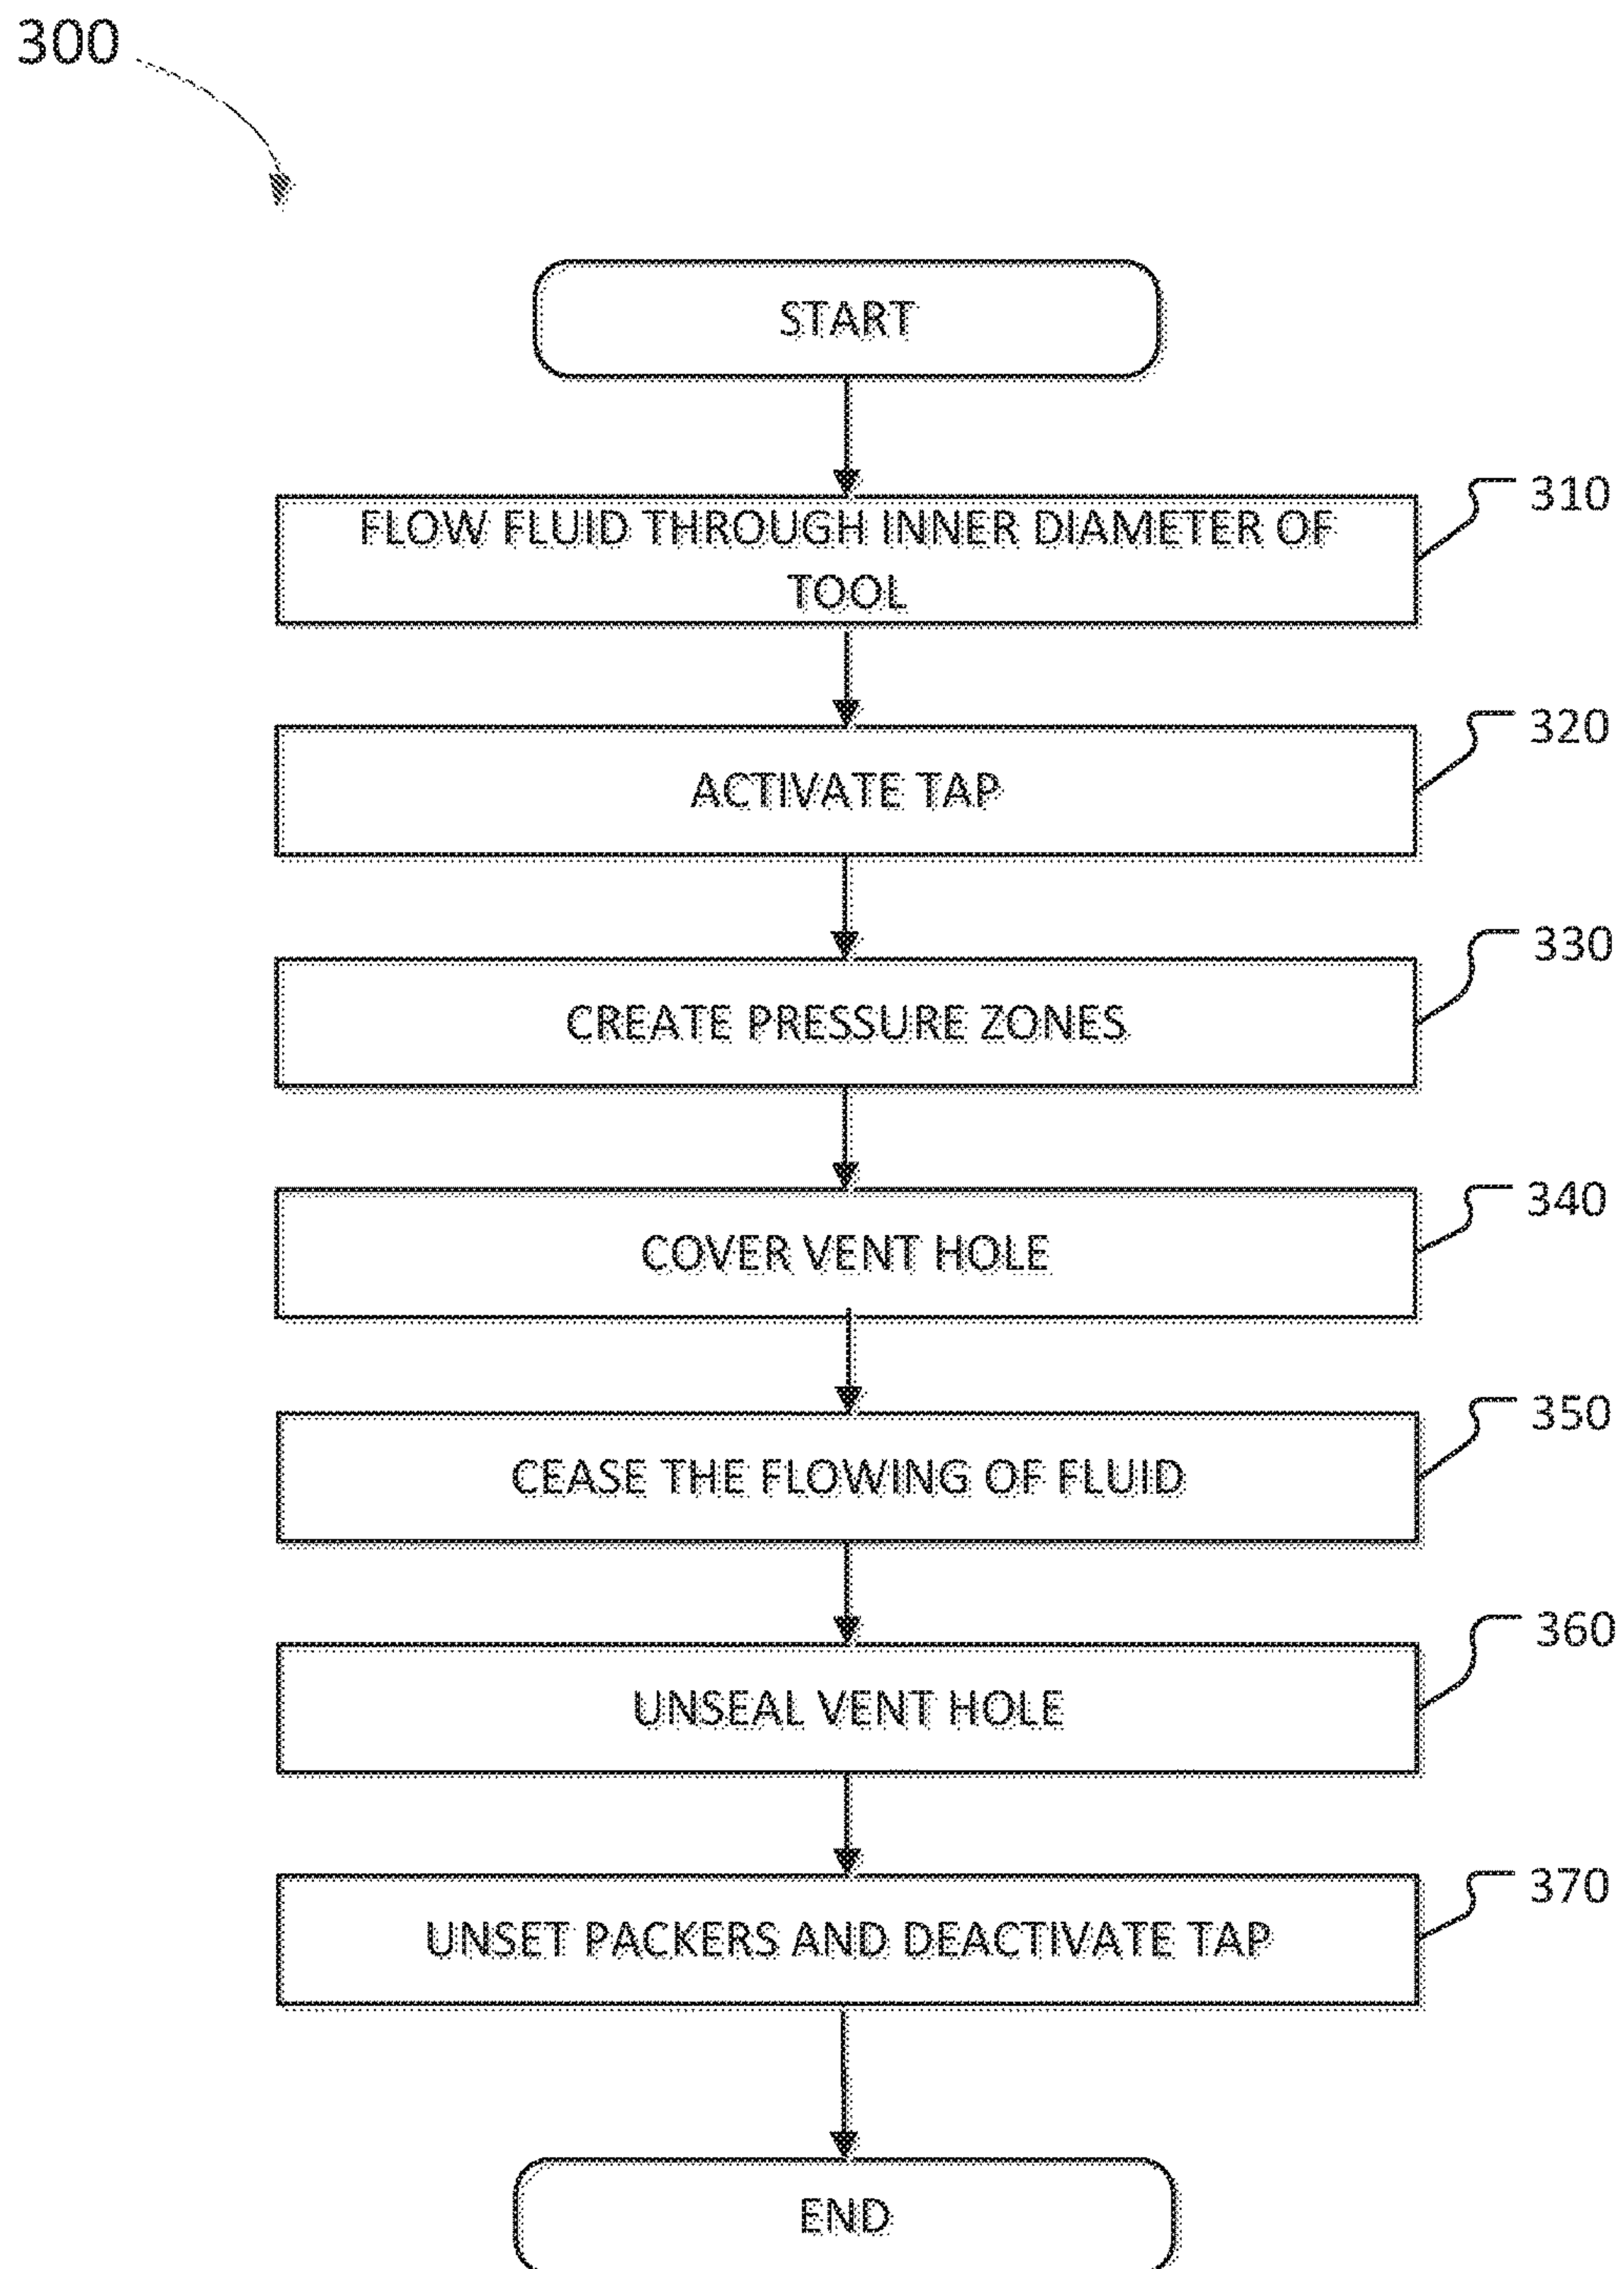 300
START
FLOW FLUID THROUGH INNER DIAMETER OF
TOOL
310
ACTIVATE TAP
320
CREATE PRESSURE ZONES
330
COVER VENT HOLE
340
CEASE THE FLOWING OF FLUID
350
UNSEAL VENT HOLE
360
UNSET PACKERS AND DEACTIVATE TAP
370
END